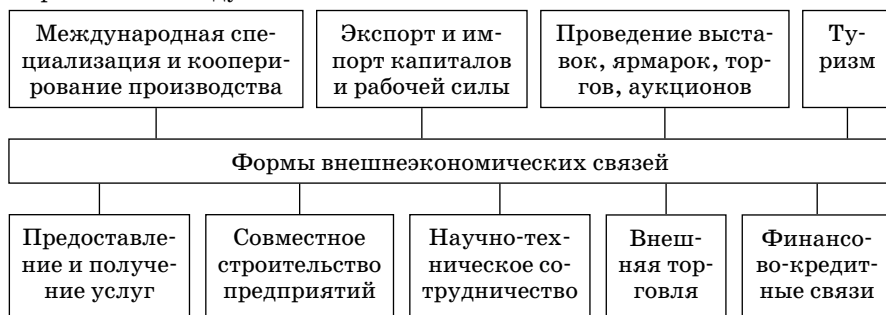 Международная спе-
циализация и коопери-
рование производства
Экспорт и им-
порт капиталов
и рабочей силы
Проведение выста-
вок, ярмарок, тор-
гов, аукционов
Ту-
ризм
Формы внешнеэкономических связей
Предоставле-
ние и получе-
ние услуг
Совместное
строительство
предприятий
Научно-тех-
ническое со-
трудничество
Внеш-
няя тор-
говля
Финансо-
во-кредит-
ные связи